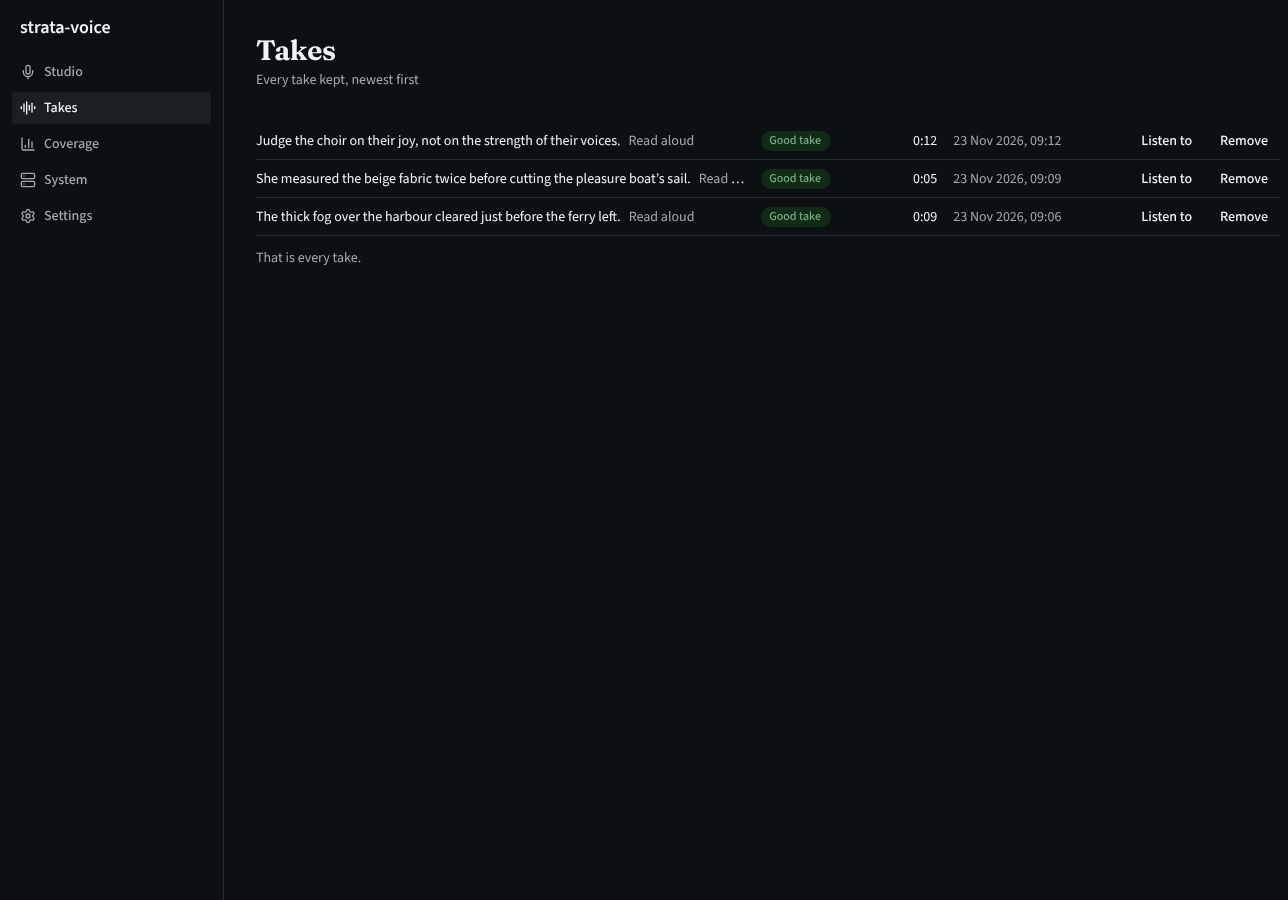 strata-voice
Studio
Takes
Coverage
System
Settings
Takes
Every take kept, newest first
Judge the choir on their joy, not on the strength of their voices. Read aloud Good take 0:12 23 Nov 2026, 09:12 Listen to Remove
She measured the beige fabric twice before cutting the pleasure boat’s sail. Read … Good take 0:05 23 Nov 2026, 09:09 Listen to Remove
The thick fog over the harbour cleared just before the ferry left. Read aloud Good take 0:09 23 Nov 2026, 09:06 Listen to Remove
That is every take.